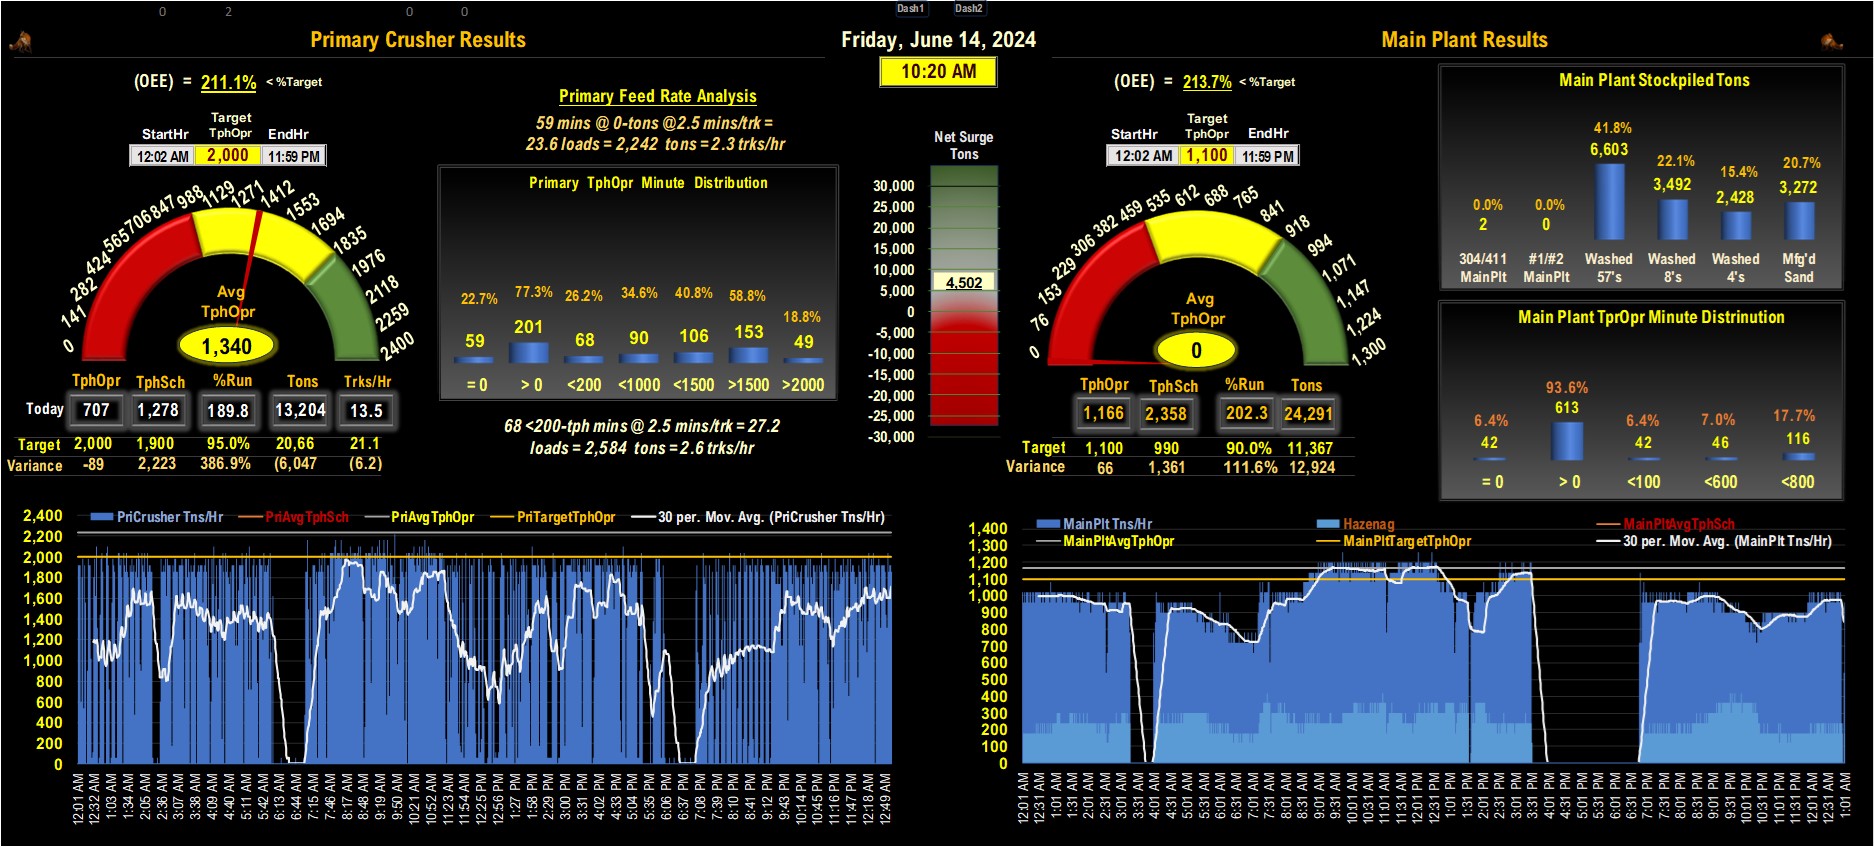 0 2 0 0 Dash1 Dash2
Primary Crusher Results
Friday, June 14, 2024
Main Plant Results
10:20 AM
(OEE) = 211.1% < %Target
StartHr Target TphOpr EndHr
12:02 AM 2,000 11:59 PM
0 141 282 424 565 706 847 988 1129 1271 1412 1553 1694 1835 1976 2118 2259 2400
Avg
TphOpr
1,340
TphOpr TphSch %Run Tons Trks/Hr
Today 707 1,278 189.8 13,204 13.5
Target 2,000 1,900 95.0% 20,66 21.1
Variance -89 2,223 386.9% (6,047 (6.2)
Primary Feed Rate Analysis
59 mins @ 0-tons @2.5 mins/trk =
23.6 loads = 2,242 tons = 2.3 trks/hr
Primary TphOpr Minute Distribution
22.7% 77.3% 26.2% 34.6% 40.8% 58.8% 18.8%
59 201 68 90 106 153 49
= 0 > 0 <200 <1000 <1500 >1500 >2000
68 <200-tph mins @ 2.5 mins/trk = 27.2
loads = 2,584 tons = 2.6 trks/hr
Net Surge
Tons
30,000
25,000
20,000
15,000
10,000
5,000
0
-5,000
-10,000
-15,000
-20,000
-25,000
-30,000
4,502
(OEE) = 213.7% < %Target
StartHr Target TphOpr EndHr
12:02 AM 1,100 11:59 PM
0 76 153 229 306 382 459 535 612 688 765 841 918 994 1,071 1,147 1,224 1,300
Avg
TphOpr
0
TphOpr TphSch %Run Tons
1,166 2,358 202.3 24,291
Target 1,100 990 90.0% 11,367
Variance 66 1,361 111.6% 12,924
Main Plant Stockpiled Tons
0.0% 0.0% 41.8% 22.1% 15.4% 20.7%
2 0 6,603 3,492 2,428 3,272
304/411 #1/#2 Washed Washed Washed Mfg'd
MainPlt MainPlt 57's 8's 4's Sand
Main Plant TprOpr Minute Distrinution
6.4% 93.6% 6.4% 7.0% 17.7%
42 613 42 46 116
= 0 > 0 <100 <600 <800
PriCrusher Tns/Hr PriAvgTphSch PriAvgTphOpr PriTargetTphOpr 30 per. Mov. Avg. (PriCrusher Tns/Hr)
2,400
2,200
2,000
1,800
1,600
1,400
1,200
1,000
800
600
400
200
0
12:01 AM 12:32 AM 1:03 AM 1:34 AM 2:05 AM 2:36 AM 3:07 AM 3:38 AM 4:09 AM 4:40 AM 5:11 AM 5:42 AM 6:13 AM 6:44 AM 7:15 AM 7:46 AM 8:17 AM 8:48 AM 9:19 AM 9:50 AM 10:21 AM 10:52 AM 11:23 AM 11:54 AM 12:25 PM 12:56 PM 1:27 PM 1:58 PM 2:29 PM 3:00 PM 3:31 PM 4:02 PM 4:33 PM 5:04 PM 5:35 PM 6:06 PM 6:37 PM 7:08 PM 7:39 PM 8:10 PM 8:41 PM 9:12 PM 9:43 PM 10:14 PM 10:45 PM 11:16 PM 11:47 PM 12:18 AM 12:49 AM
MainPlt Tns/Hr Hazenag MainPltAvgTphSch
MainPltAvgTphOpr MainPltTargetTphOpr 30 per. Mov. Avg. (MainPlt Tns/Hr)
1,400
1,300
1,200
1,100
1,000
900
800
700
600
500
400
300
200
100
0
12:01 AM 12:31 AM 1:01 AM 1:31 AM 2:01 AM 2:31 AM 3:01 AM 3:31 AM 4:01 AM 4:31 AM 5:01 AM 5:31 AM 6:01 AM 6:31 AM 7:01 AM 7:31 AM 8:01 AM 8:31 AM 9:01 AM 9:31 AM 10:01 AM 10:31 AM 11:01 AM 11:31 AM 12:01 PM 12:31 PM 1:01 PM 1:31 PM 2:01 PM 2:31 PM 3:01 PM 3:31 PM 4:01 PM 4:31 PM 5:01 PM 5:31 PM 6:01 PM 6:31 PM 7:01 PM 7:31 PM 8:01 PM 8:31 PM 9:01 PM 9:31 PM 10:01 PM 10:31 PM 11:01 PM 11:31 PM 12:01 AM 12:31 AM 1:01 AM